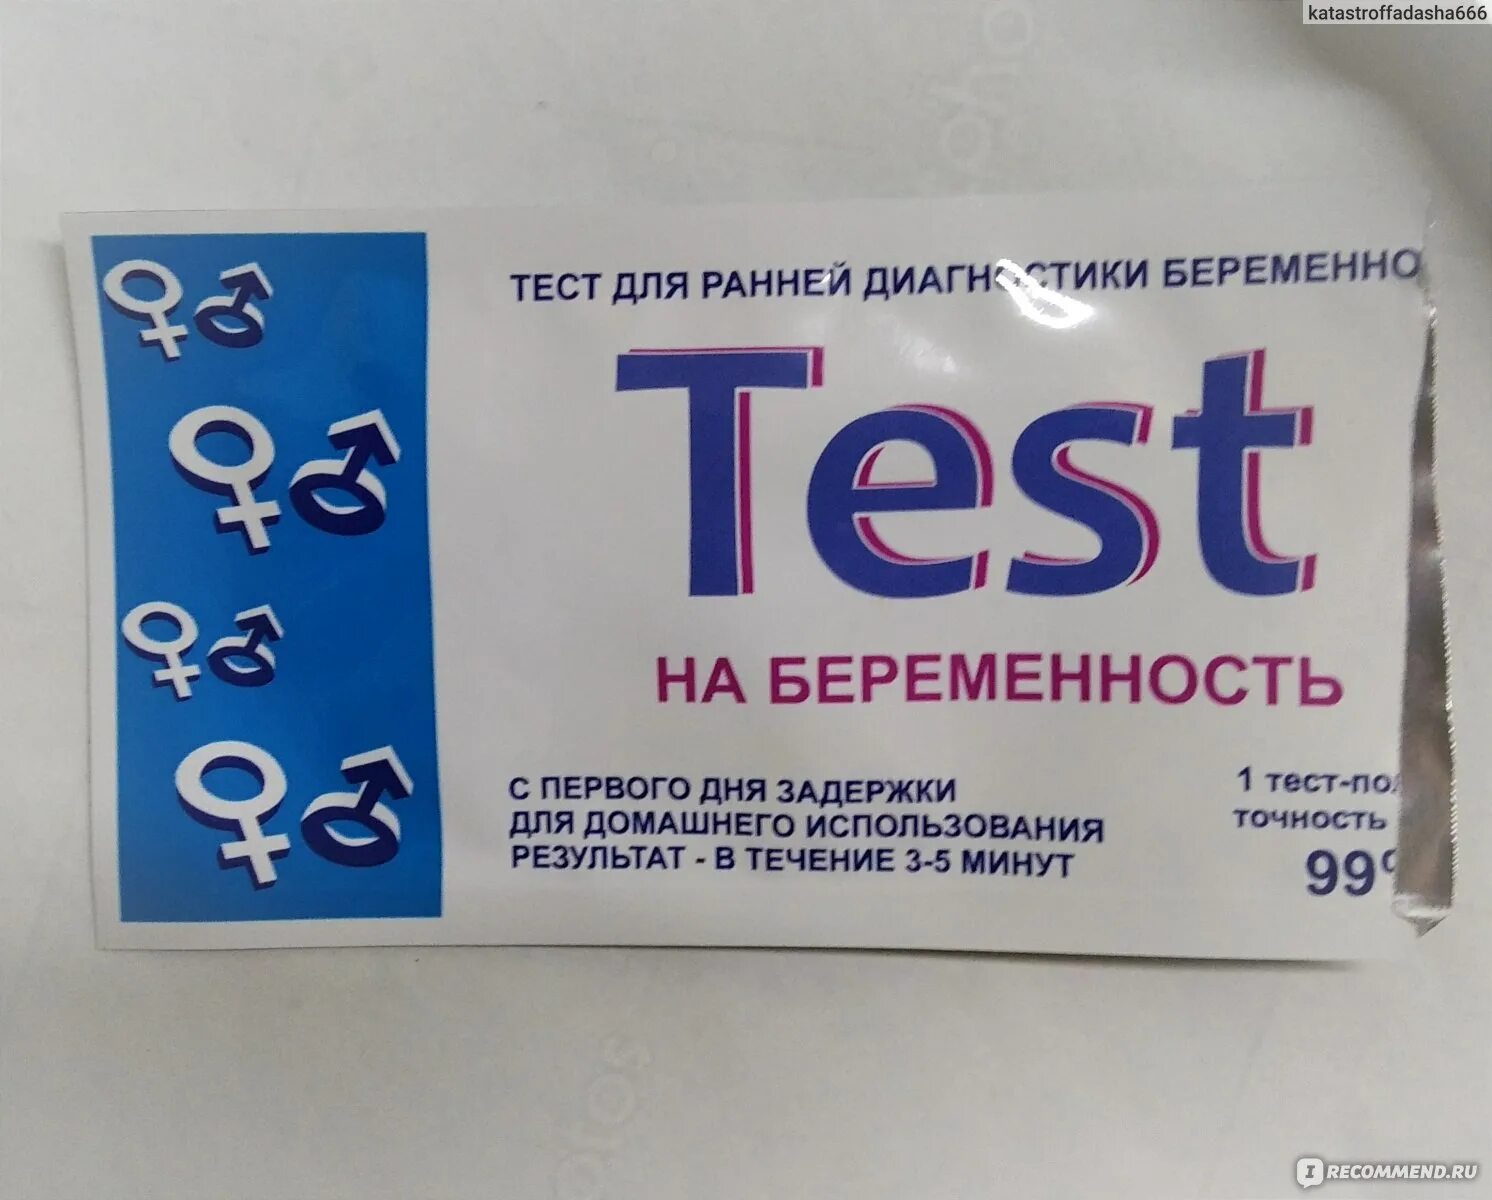 katastroffadasha666
ТЕСТ ДЛЯ РАННЕЙ ДИАГНОСТИКИ БЕРЕМЕННО
Test
НА БЕРЕМЕННОСТЬ
С ПЕРВОГО ДНЯ ЗАДЕРЖКИ
ДЛЯ ДОМАШНЕГО ИСПОЛЬЗОВАНИЯ
РЕЗУЛЬТАТ - В ТЕЧЕНИЕ 3-5 МИНУТ
1 тест-по
точность
99
IRECOMMEND.RU